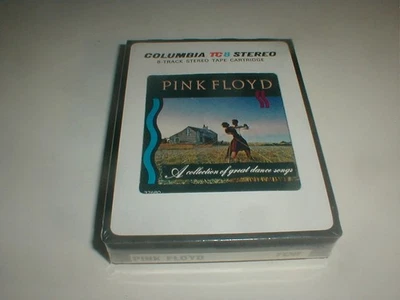 COLUMBIA TC8 STEREO
8-TRACK STEREO TAPE CARTRIDGE
PINK FLOYD
A collection of great dance songs
PINK FLOYD